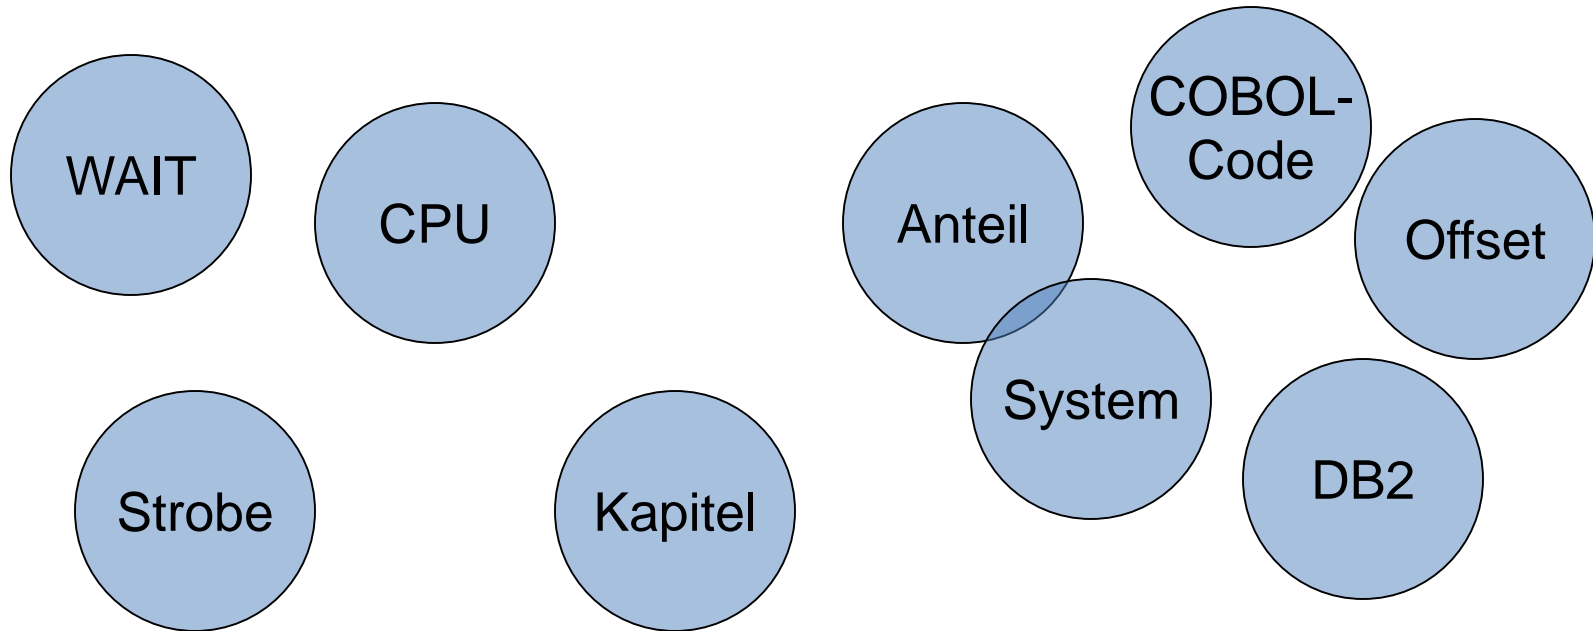 WAIT
CPU
Anteil
COBOL-
Code
Offset
Strobe
Kapitel
System
DB2